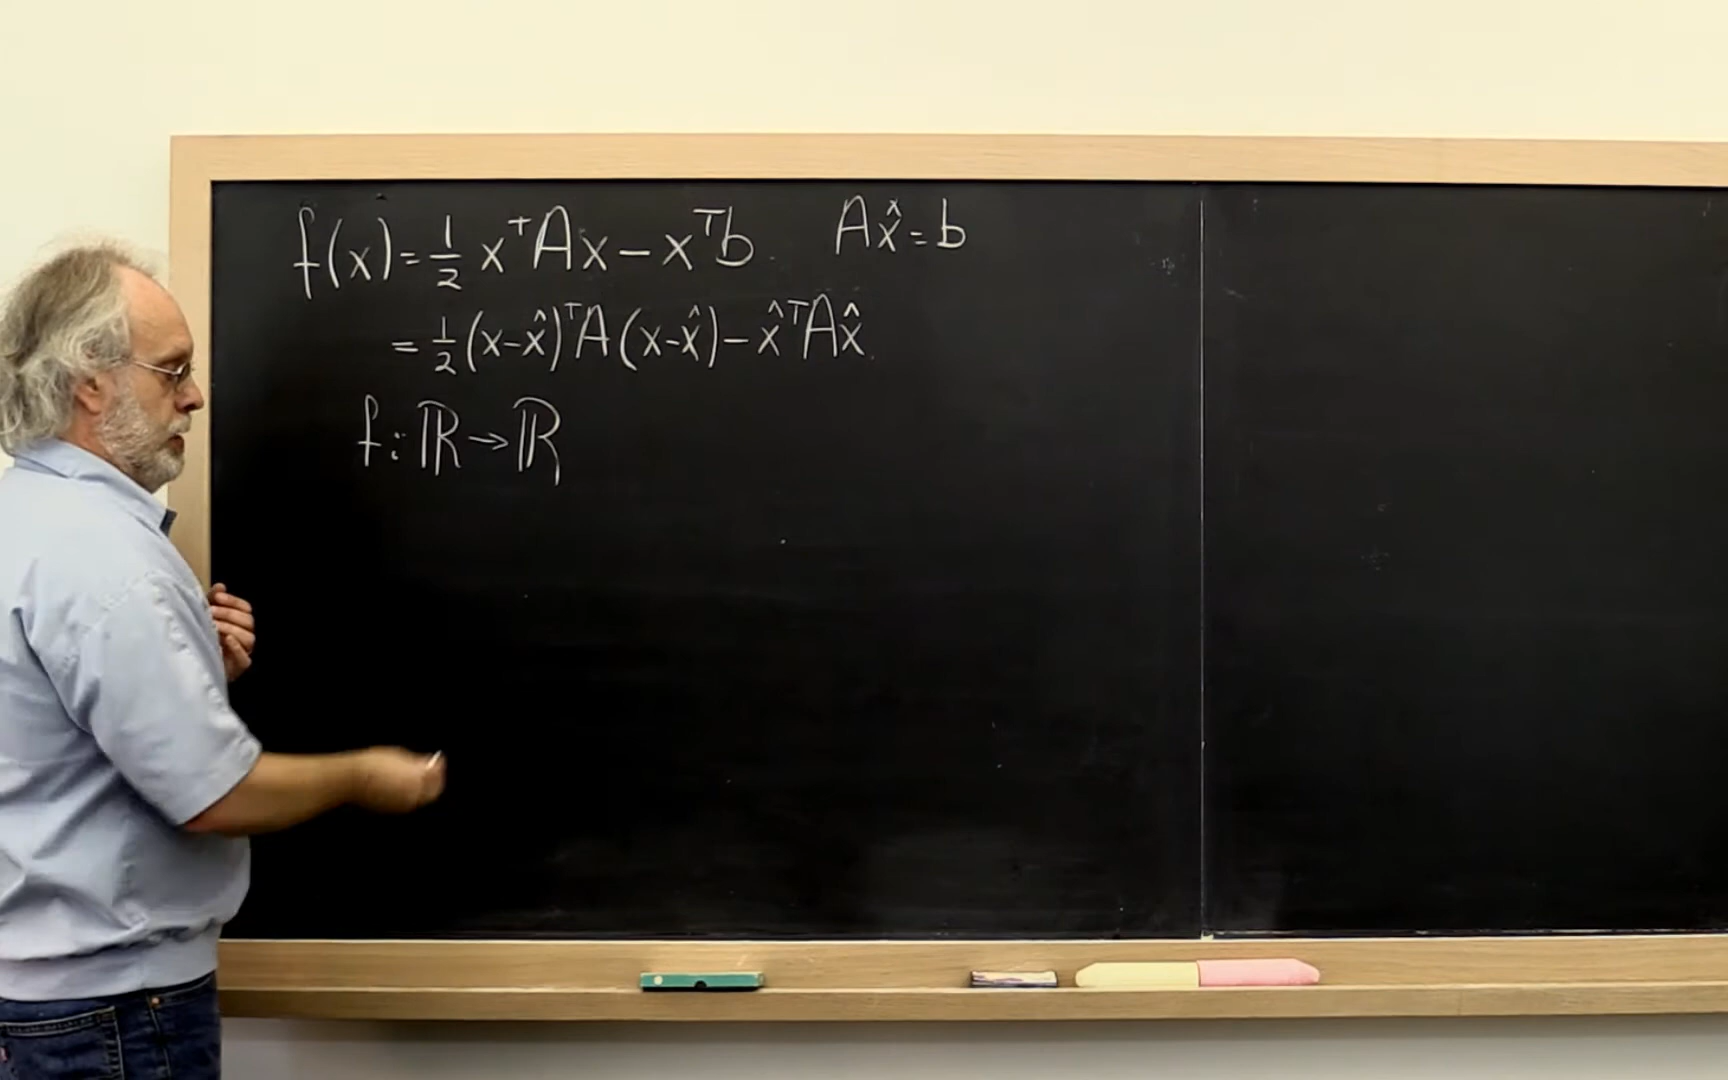 f(x) = 1/2 xᵀAx − xᵀb    Ax̂ = b
= 1/2 (x-x̂)ᵀA(x-x̂) − x̂ᵀAx̂
f: ℝ → ℝ